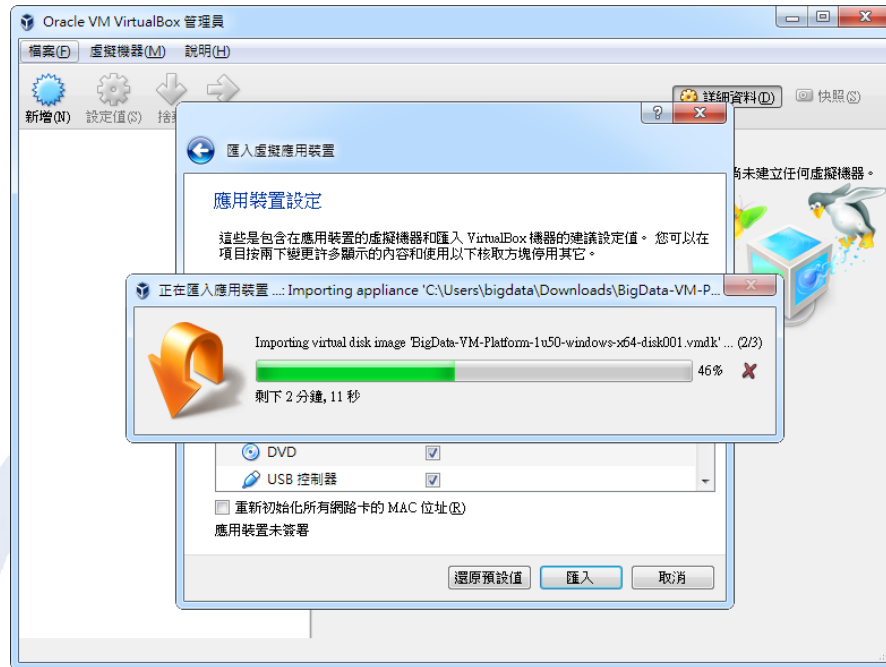 Oracle VM VirtualBox 管理員
檔案(F) 虛擬機器(M) 說明(H)
新增(N) 設定值(S) 詳細資料(D) 快照(S)
匯入虛擬應用裝置
尚未建立任何虛擬機器。
應用裝置設定
這些是包含在應用裝置的虛擬機器和匯入 VirtualBox 機器的建議設定值。 您可以在
項目按兩下變更許多顯示的內容和使用以下核取方塊停用其它。
正在匯入應用裝置 ...: Importing appliance 'C:\Users\bigdata\Downloads\BigData-VM-P...
Importing virtual disk image 'BigData-VM-Platform-1u50-windows-x64-disk001.vmdk' ... (2/3)
46%
剩下 2 分鐘, 11 秒
DVD
USB 控制器
重新初始化所有網路卡的 MAC 位址(R)
應用裝置未簽署
還原預設值 匯入 取消